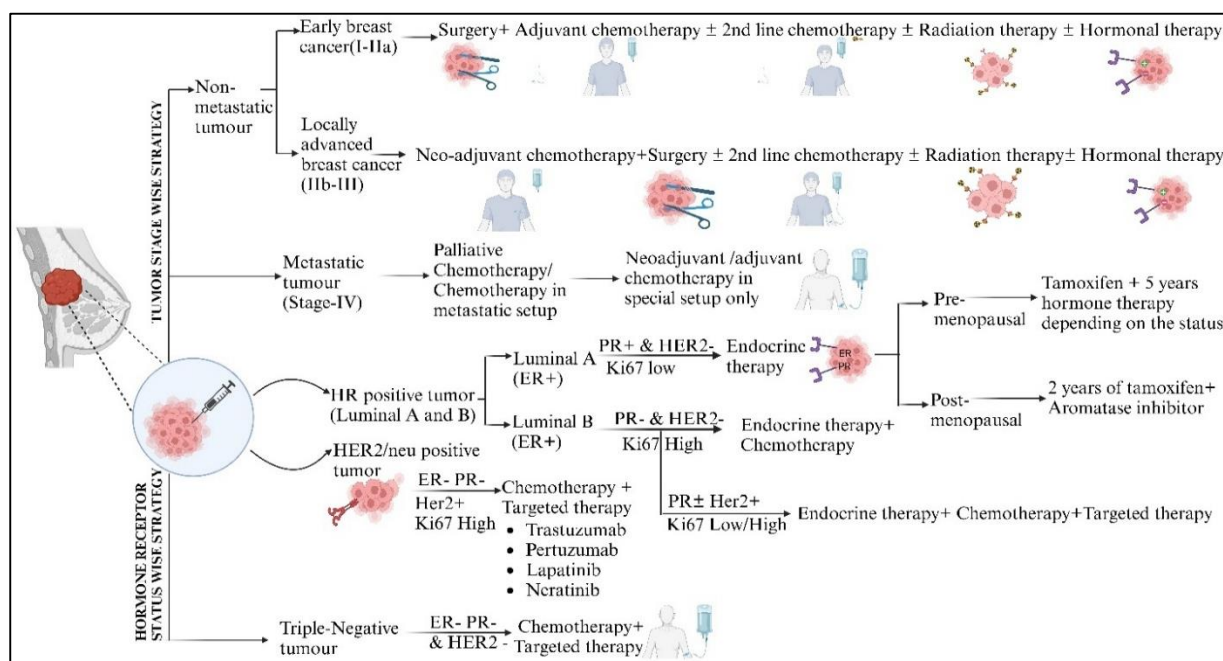 TUMOR STAGE WISE STRATEGY
HORMONE RECEPTOR
STATUS WISE STRATEGY
Non-
metastatic
tumour
Early breast
cancer(I-IIa)
Surgery+ Adjuvant chemotherapy ± 2nd line chemotherapy ± Radiation therapy ± Hormonal therapy
Locally
advanced
breast cancer
(IIb-III)
Neo-adjuvant chemotherapy+Surgery ± 2nd line chemotherapy ± Radiation therapy± Hormonal therapy
Metastatic
tumour
(Stage-IV)
Palliative
Chemotherapy/
Chemotherapy in
metastatic setup
Neoadjuvant /adjuvant
chemotherapy in
special setup only
HR positive tumor
(Luminal A and B)
Luminal A
(ER+)
PR+ & HER2-
Ki67 low
Endocrine
therapy
ER
PR
Pre-
menopausal
Tamoxifen + 5 years
hormone therapy
depending on the status
Post-
menopausal
2 years of tamoxifen+
Aromatase inhibitor
Luminal B
(ER+)
PR- & HER2-
Ki67 High
Endocrine therapy+
Chemotherapy
PR± Her2+
Ki67 Low/High
Endocrine therapy+ Chemotherapy+Targeted therapy
HER2/neu positive
tumor
ER- PR-
Her2+
Ki67 High
Chemotherapy +
Targeted therapy
• Trastuzumab
• Pertuzumab
• Lapatinib
• Neratinib
Triple-Negative
tumour
ER- PR-
& HER2 -
Chemotherapy+
Targeted therapy